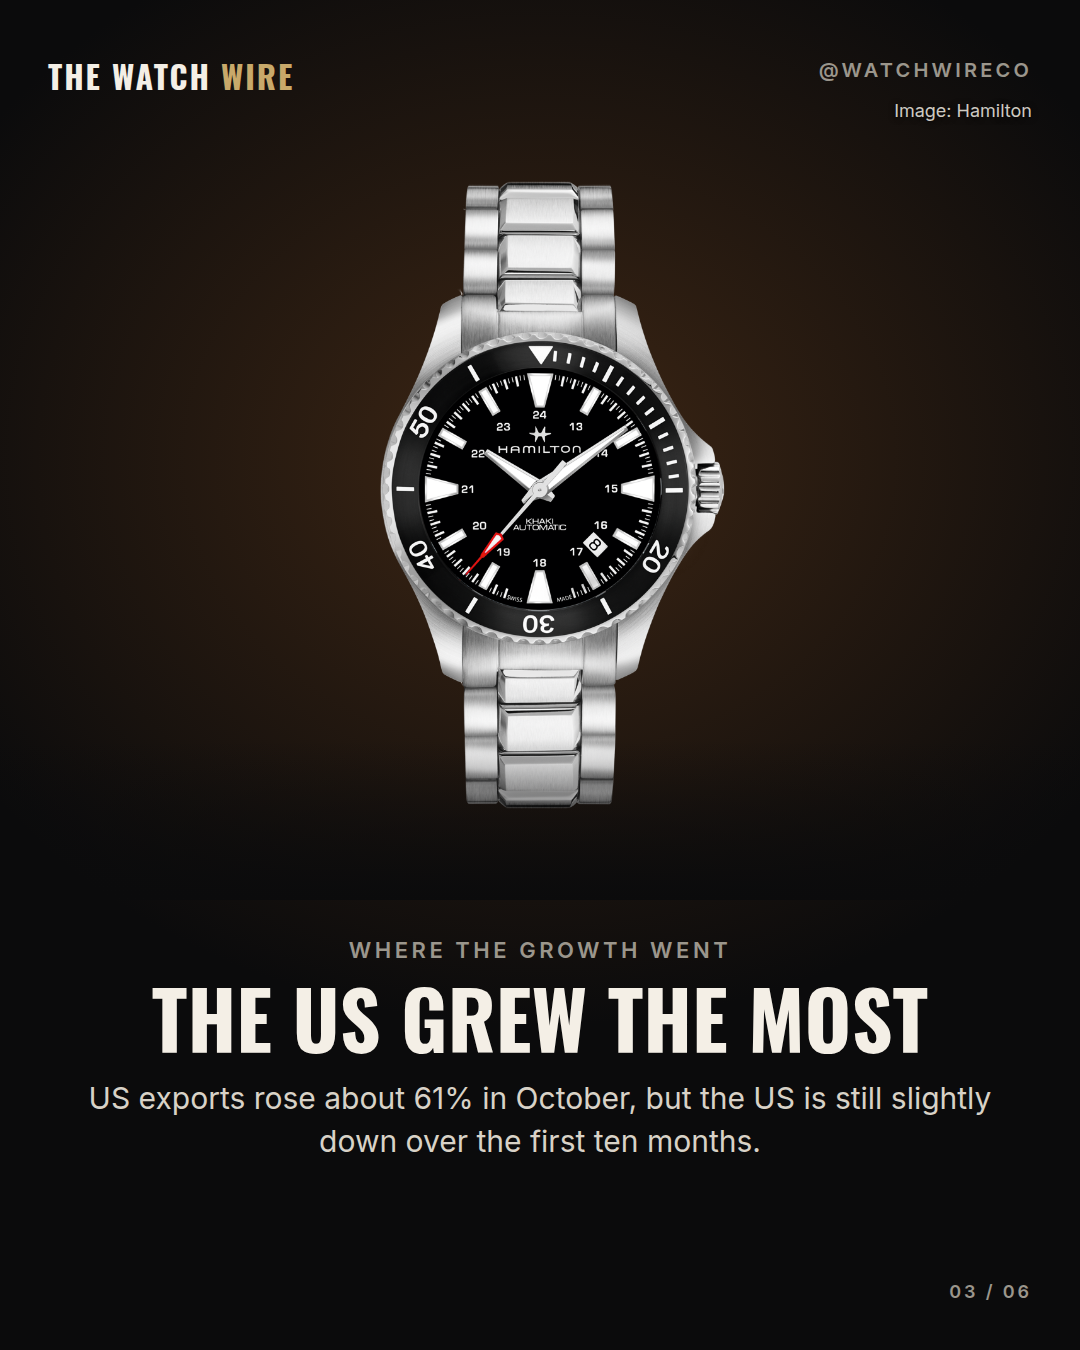 THE WATCH WIRE
@WATCHWIRECO
Image: Hamilton
24
23
13
HAMILTON
22
14
50
21
15
KHAKI
AUTOMATIC
20
16
8
19
17
18
40
20
SWISS
MADE
30
WHERE THE GROWTH WENT
THE US GREW THE MOST
US exports rose about 61% in October, but the US is still slightly
down over the first ten months.
03 / 06